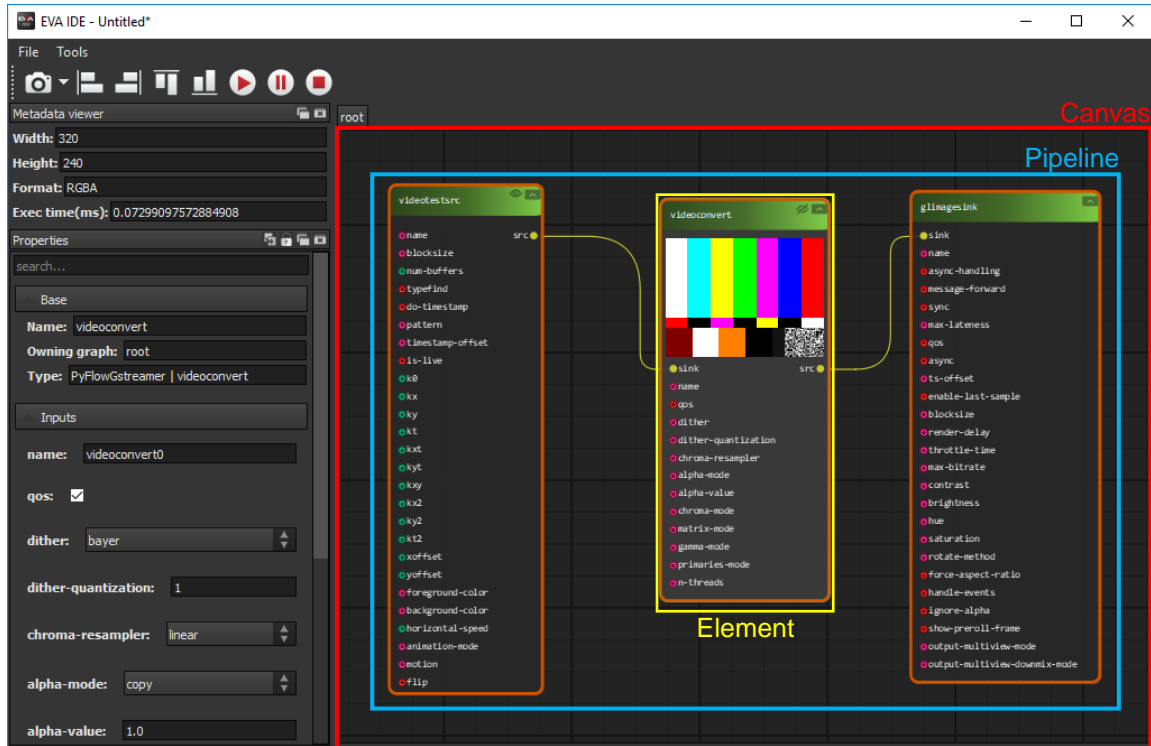 EVA IDE - Untitled*
File Tools
Metadata viewer
Width: 320
Height: 240
Format: RGBA
Exec time(ms): 0.07299097572884908
Properties
search...
Base
Name: videoconvert
Owning graph: root
Type: PyFlowGstreamer | videoconvert
Inputs
name: videoconvert0
qos:
dither: bayer
dither-quantization: 1
chroma-resampler: linear
alpha-mode: copy
alpha-value: 1.0
root
Canvas
Pipeline
videotestsrc
name src
blocksize
num-buffers
typefind
do-timestamp
pattern
timestamp-offset
is-live
k0
kx
ky
kt
kxt
kyt
kxy
kx2
ky2
kt2
xoffset
yoffset
foreground-color
background-color
horizontal-speed
animation-mode
motion
flip
videoconvert
sink src
name
qos
dither
dither-quantization
chroma-resampler
alpha-mode
alpha-value
chroma-mode
matrix-mode
gamma-mode
primaries-mode
n-threads
Element
glimagesink
sink
name
async-handling
message-forward
sync
max-lateness
qos
async
ts-offset
enable-last-sample
blocksize
render-delay
throttle-time
max-bitrate
contrast
brightness
hue
saturation
rotate-method
force-aspect-ratio
handle-events
ignore-alpha
show-preroll-frame
output-multiview-mode
output-multiview-downmix-mode